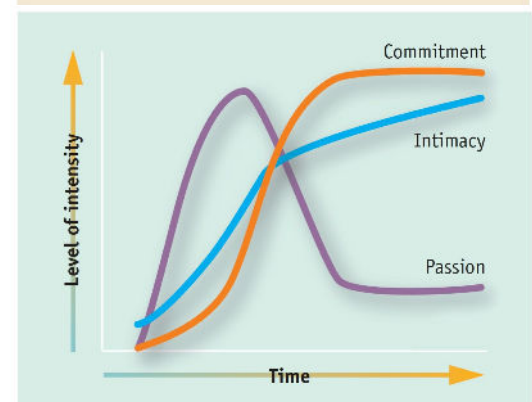 Commitment
Intimacy
Passion
Level of intensity
Time